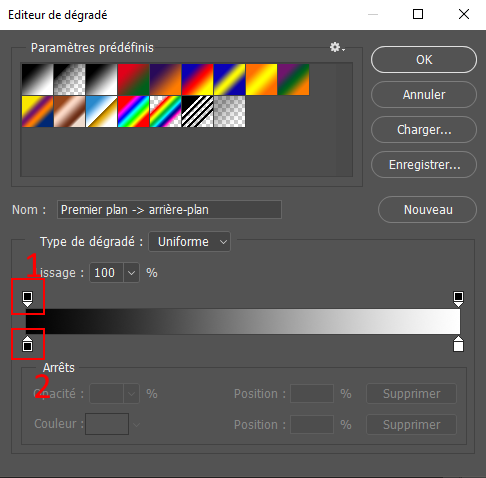 Editeur de dégradé
Paramètres prédéfinis
OK
Annuler
Charger...
Enregistrer...
Nom : Premier plan -> arrière-plan
Nouveau
Type de dégradé : Uniforme
1
issage : 100 %
2
Arrêts
Opacité : %
Position : %
Supprimer
Couleur :
Position : %
Supprimer